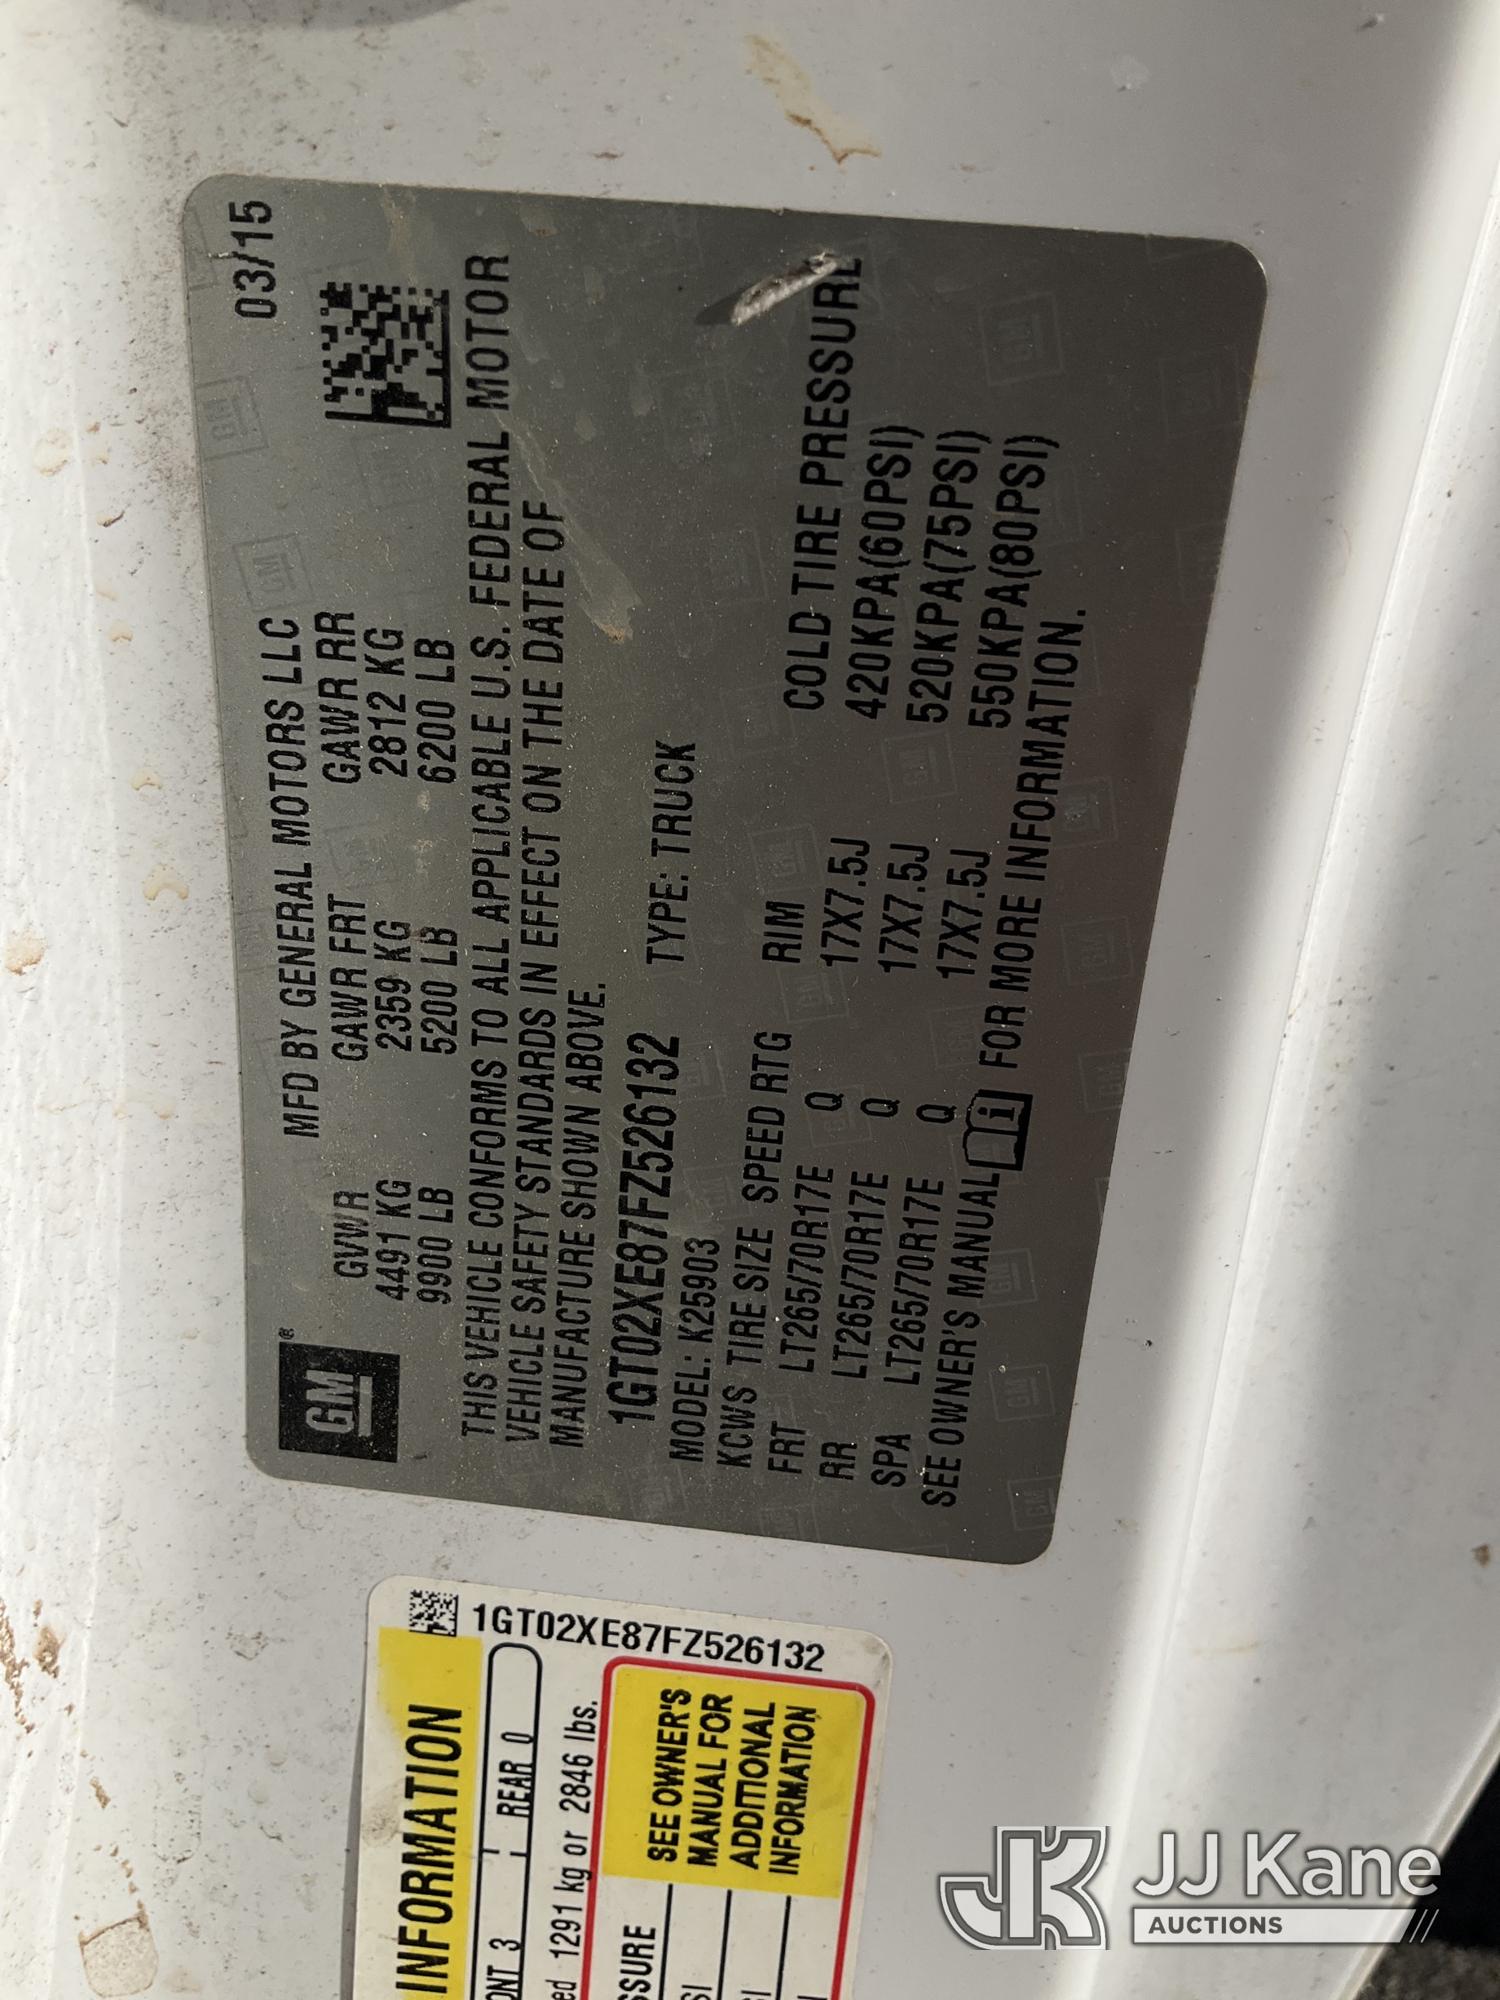 03/15
MFD BY GENERAL MOTORS LLC
GM®
GVWR GAWR FRT GAWR RR
4491 KG 2359 KG 2812 KG
9900 LB 5200 LB 6200 LB
THIS VEHICLE CONFORMS TO ALL APPLICABLE U.S. FEDERAL MOTOR
VEHICLE SAFETY STANDARDS IN EFFECT ON THE DATE OF
MANUFACTURE SHOWN ABOVE.
1GT02XE87FZ526132 TYPE: TRUCK
MODEL: K25903
KCWS TIRE SIZE SPEED RTG RIM COLD TIRE PRESSURE
FRT LT265/70R17E Q 17X7.5J 420KPA(60PSI)
RR LT265/70R17E Q 17X7.5J 520KPA(75PSI)
SPA LT265/70R17E Q 17X7.5J 550KPA(80PSI)
SEE OWNER'S MANUAL i FOR MORE INFORMATION.
1GT02XE87FZ526132
INFORMATION
3 REAR 0
1291 kg or 2846 lbs.
SEE OWNER'S
MANUAL FOR
ADDITIONAL
INFORMATION
JJ Kane
AUCTIONS